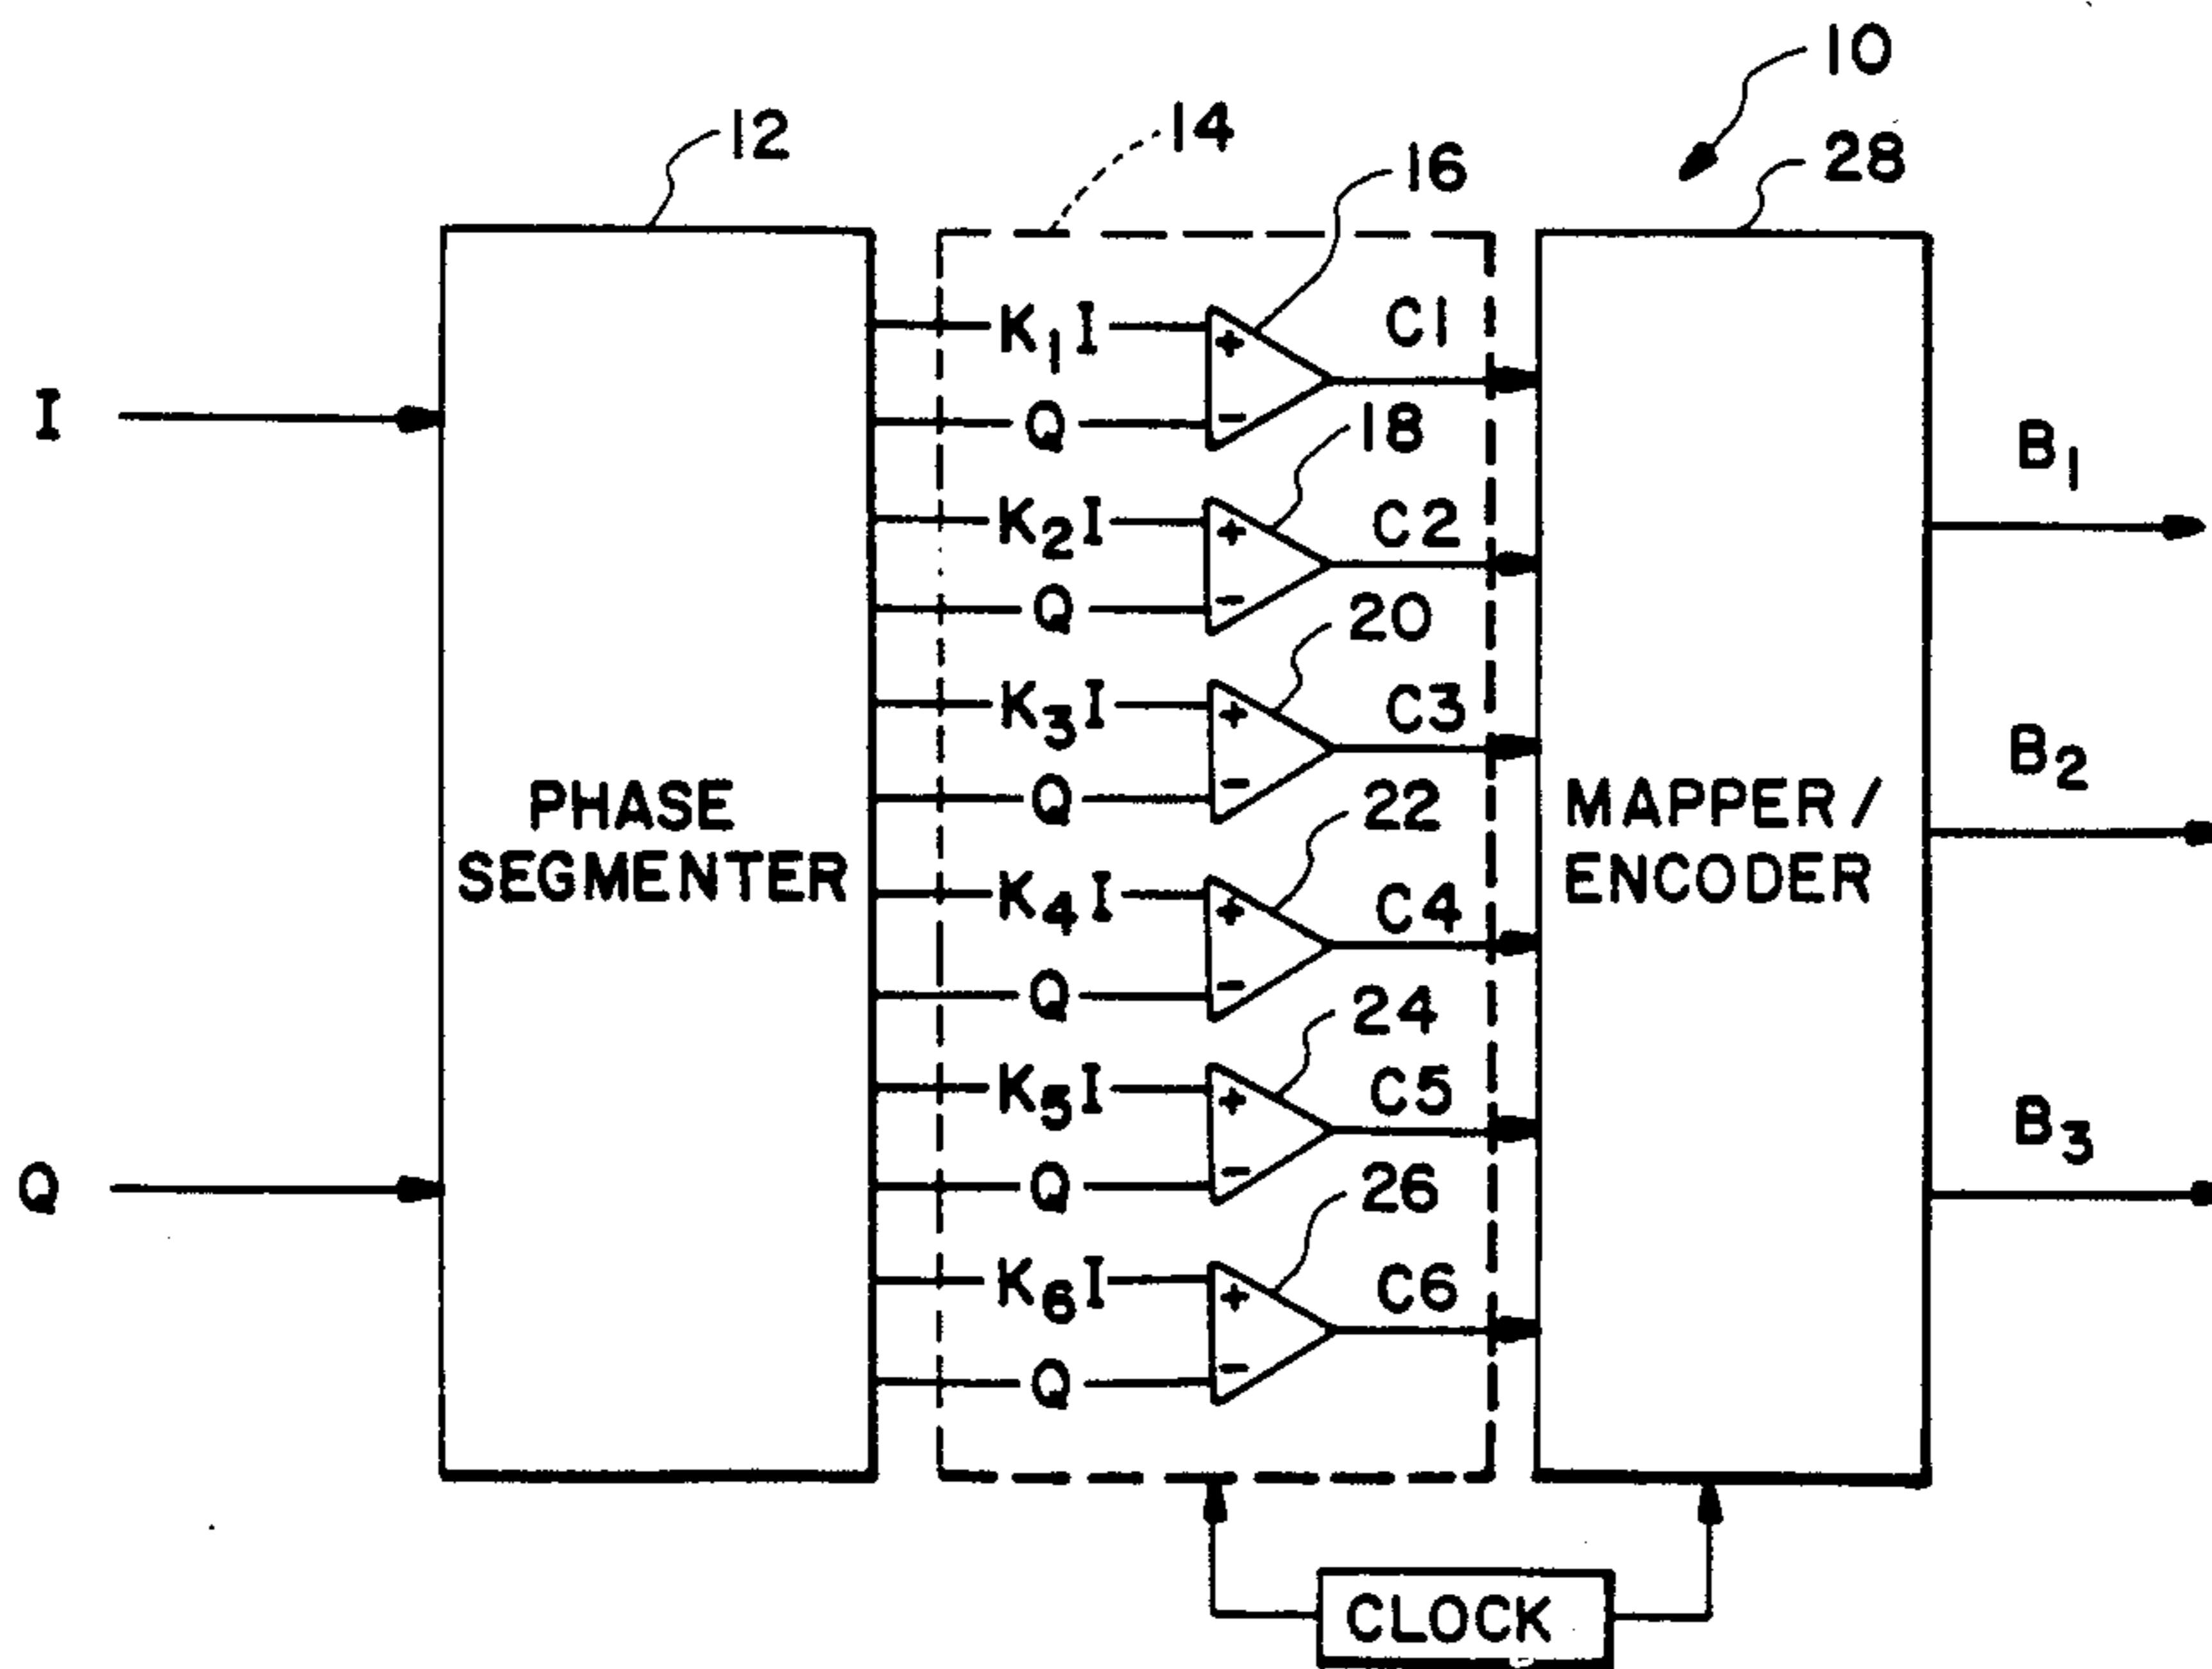 10
12
14
16
28
I
K1I
+
C1
Q
-
18
B1
K2I
+
C2
Q
-
20
K3I
+
C3
B2
Q
-
22
PHASE
SEGMENTER
MAPPER/
ENCODER
K4I
+
C4
Q
-
24
K5I
+
C5
B3
Q
Q
-
26
K6I
+
C6
Q
-
CLOCK